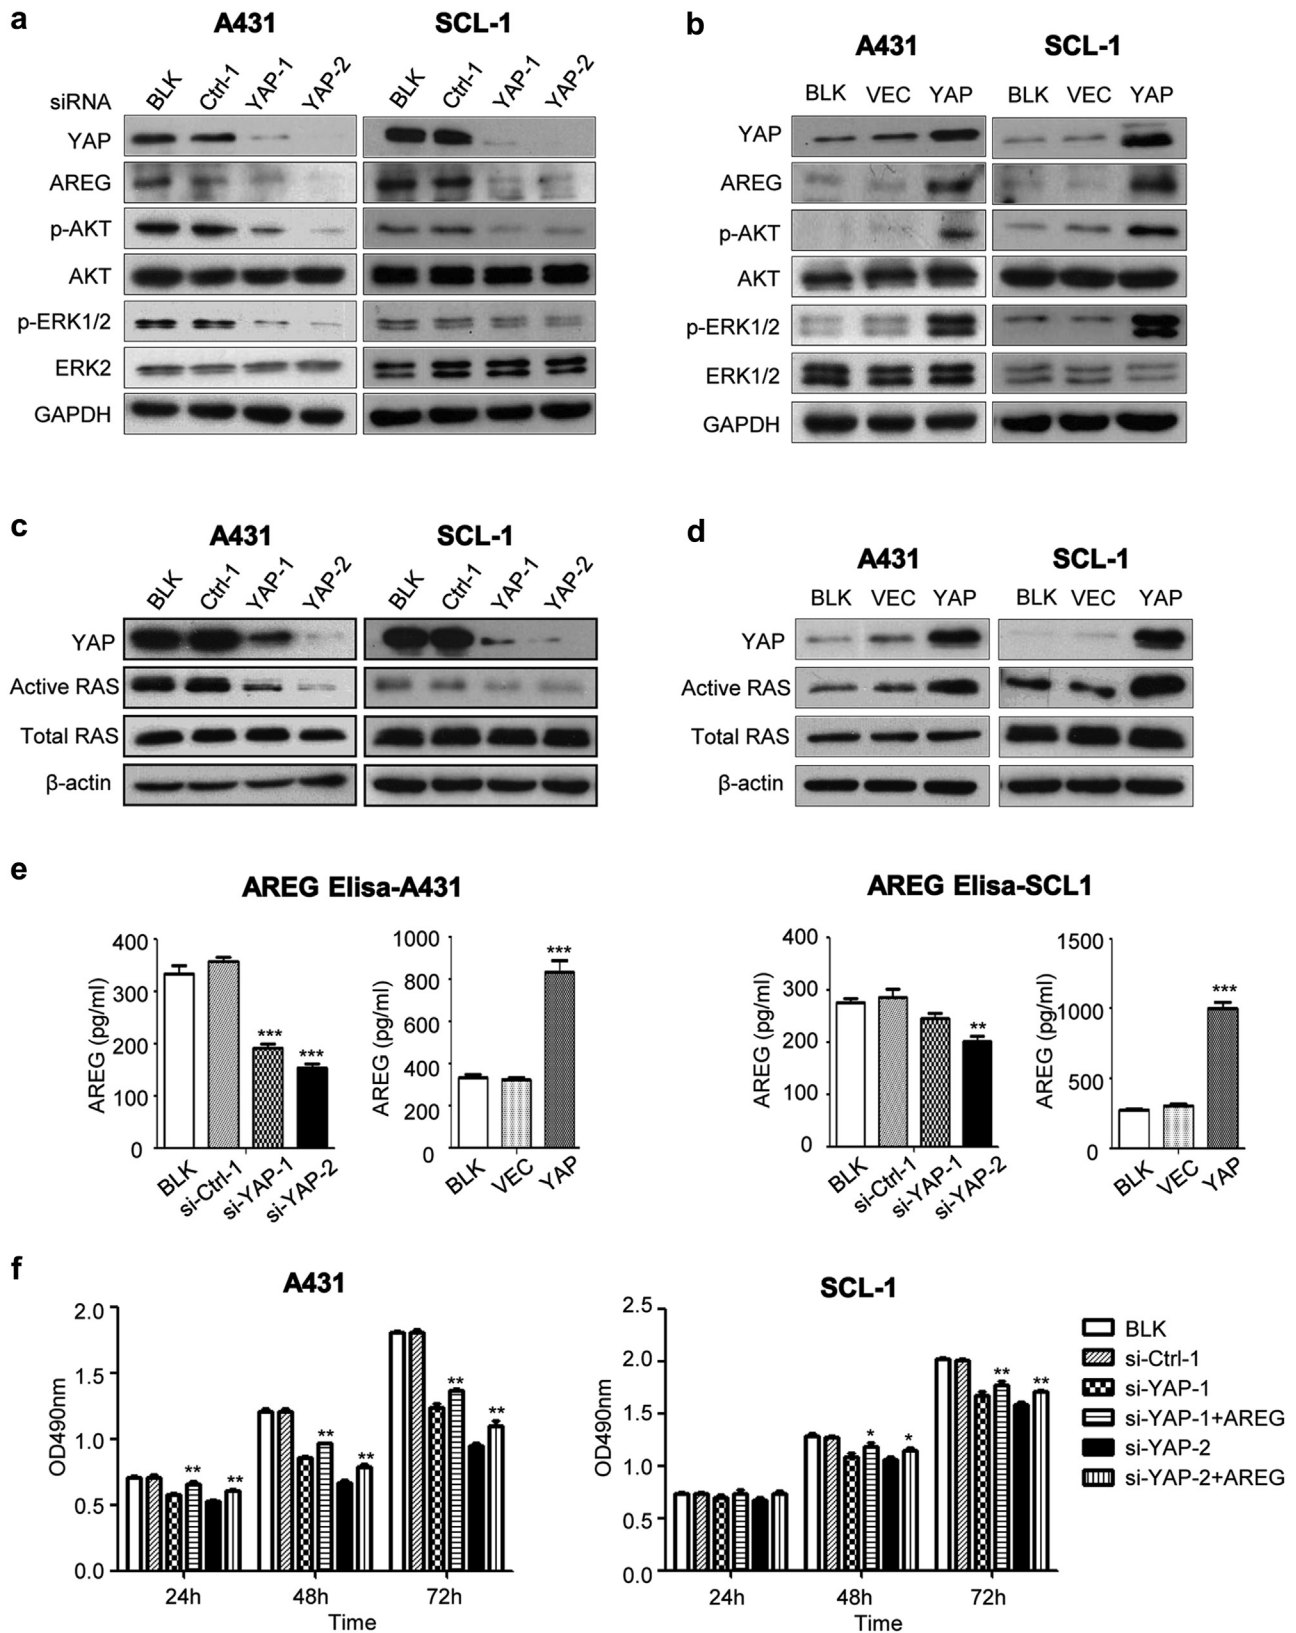 a
A431 SCL-1
siRNA BLK Ctrl-1 YAP-1 YAP-2 BLK Ctrl-1 YAP-1 YAP-2
YAP
AREG
p-AKT
AKT
p-ERK1/2
ERK2
GAPDH
b
A431 SCL-1
BLK VEC YAP BLK VEC YAP
YAP
AREG
p-AKT
AKT
p-ERK1/2
ERK1/2
GAPDH
c
A431 SCL-1
BLK Ctrl-1 YAP-1 YAP-2 BLK Ctrl-1 YAP-1 YAP-2
YAP
Active RAS
Total RAS
β-actin
d
A431 SCL-1
BLK VEC YAP BLK VEC YAP
YAP
Active RAS
Total RAS
β-actin
e
AREG Elisa-A431
AREG (pg/ml)
400
300
200
100
0
*** ***
BLK si-Ctrl-1 si-YAP-1 si-YAP-2
AREG (pg/ml)
1000
800
600
400
200
0
***
BLK VEC YAP
AREG Elisa-SCL1
AREG (pg/ml)
400
300
200
100
0
**
BLK si-Ctrl-1 si-YAP-1 si-YAP-2
AREG (pg/ml)
1500
1000
500
0
***
BLK VEC YAP
f
A431
OD490nm
2.0
1.5
1.0
0.5
0.0
** ** ** ** ** **
24h 48h 72h
Time
SCL-1
OD490nm
2.5
2.0
1.5
1.0
0.5
0.0
* * ** **
24h 48h 72h
Time
BLK
si-Ctrl-1
si-YAP-1
si-YAP-1+AREG
si-YAP-2
si-YAP-2+AREG